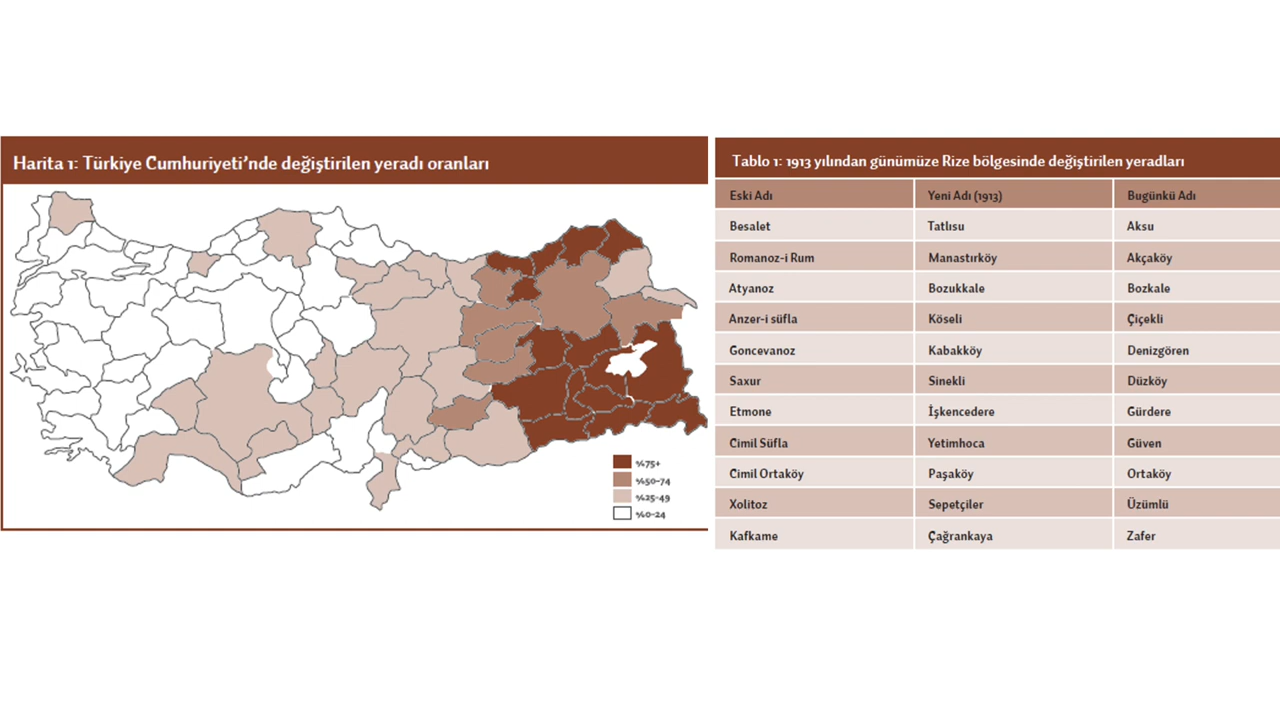 Harita 1: Türkiye Cumhuriyeti’nde değiştirilen yeradı oranları
%75+
%50-74
%25-49
%0-24
Tablo 1: 1913 yılından günümüze Rize bölgesinde değiştirilen yeradları
Eski Adı Yeni Adı (1913) Bugünkü Adı
Besalet Tatlısu Aksu
Romanoz-i Rum Manastırköy Akçaköy
Atyanoz Bozukkale Bozkale
Anzer-i süfla Köseli Çiçekli
Goncevanoz Kabakköy Denizgören
Saxur Sinekli Düzköy
Etmone İşkencedere Gürdere
Cimil Süfla Yetimhoca Güven
Cimil Ortaköy Paşaköy Ortaköy
Xolitoz Sepetçiler Üzümlü
Kafkame Çağrankaya Zafer